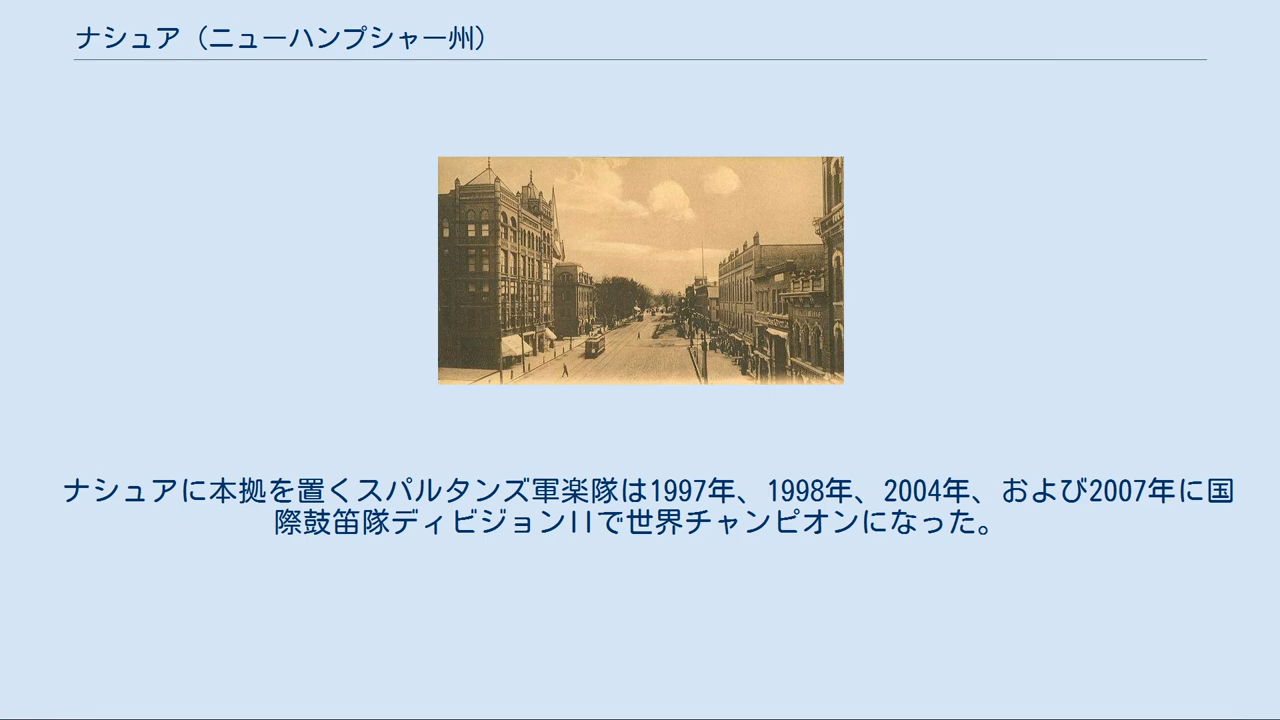 ナシュア（ニューハンプシャー州）
ナシュアに本拠を置くスパルタンズ軍楽隊は1997年、1998年、2004年、および2007年に国
際鼓笛隊ディビジョンIIで世界チャンピオンになった。